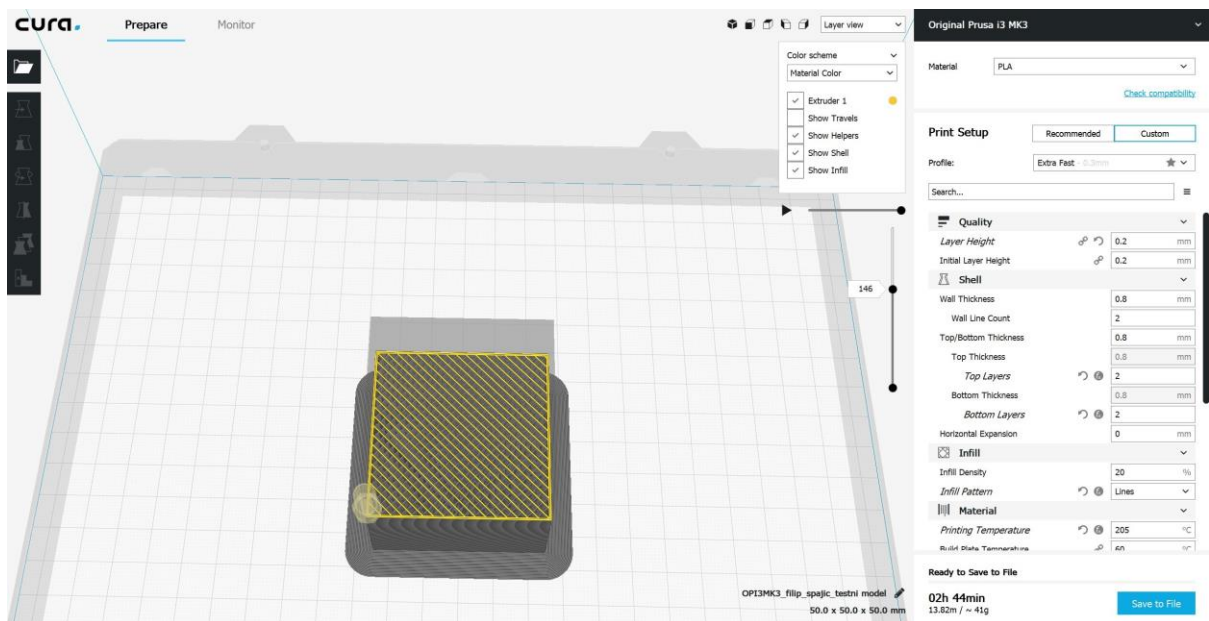 cura.
Prepare
Monitor
Layer view
Color scheme
Material Color
Extruder 1
Show Travels
Show Helpers
Show Shell
Show Infill
146
OPI3MK3_filip_spajic_testni model
50.0 x 50.0 x 50.0 mm
Original Prusa i3 MK3
Material PLA
Check compatibility
Print Setup Recommended Custom
Profile: Extra Fast - 0.3mm
Search...
Quality
Layer Height 0.2 mm
Initial Layer Height 0.2 mm
Shell
Wall Thickness 0.8 mm
Wall Line Count 2
Top/Bottom Thickness 0.8 mm
Top Thickness 0.8 mm
Top Layers 2
Bottom Thickness 0.8 mm
Bottom Layers 2
Horizontal Expansion 0 mm
Infill
Infill Density 20 %
Infill Pattern Lines
Material
Printing Temperature 205 °C
Build Plate Temperature 60 °C
Ready to Save to File
02h 44min
13.82m / ~ 41g
Save to File